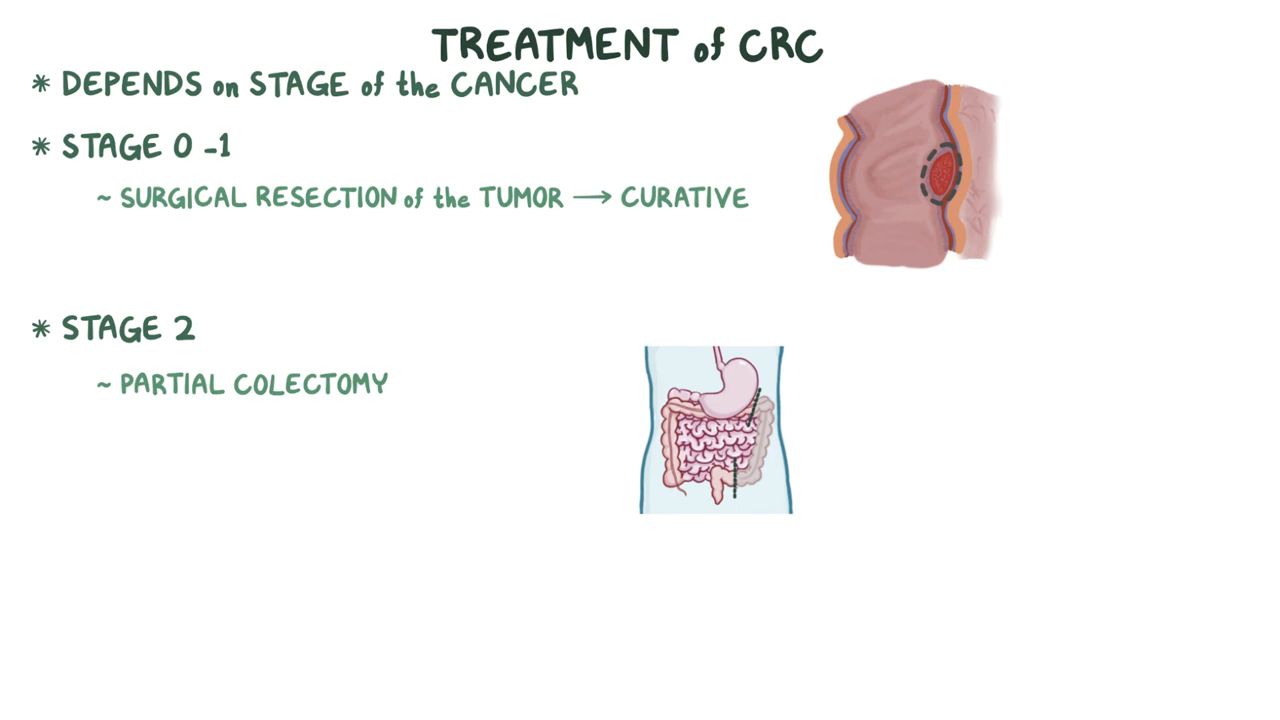 TREATMENT of CRC
* DEPENDS on STAGE of the CANCER
* STAGE 0 -1
~ SURGICAL RESECTION of the TUMOR → CURATIVE
* STAGE 2
~ PARTIAL COLECTOMY